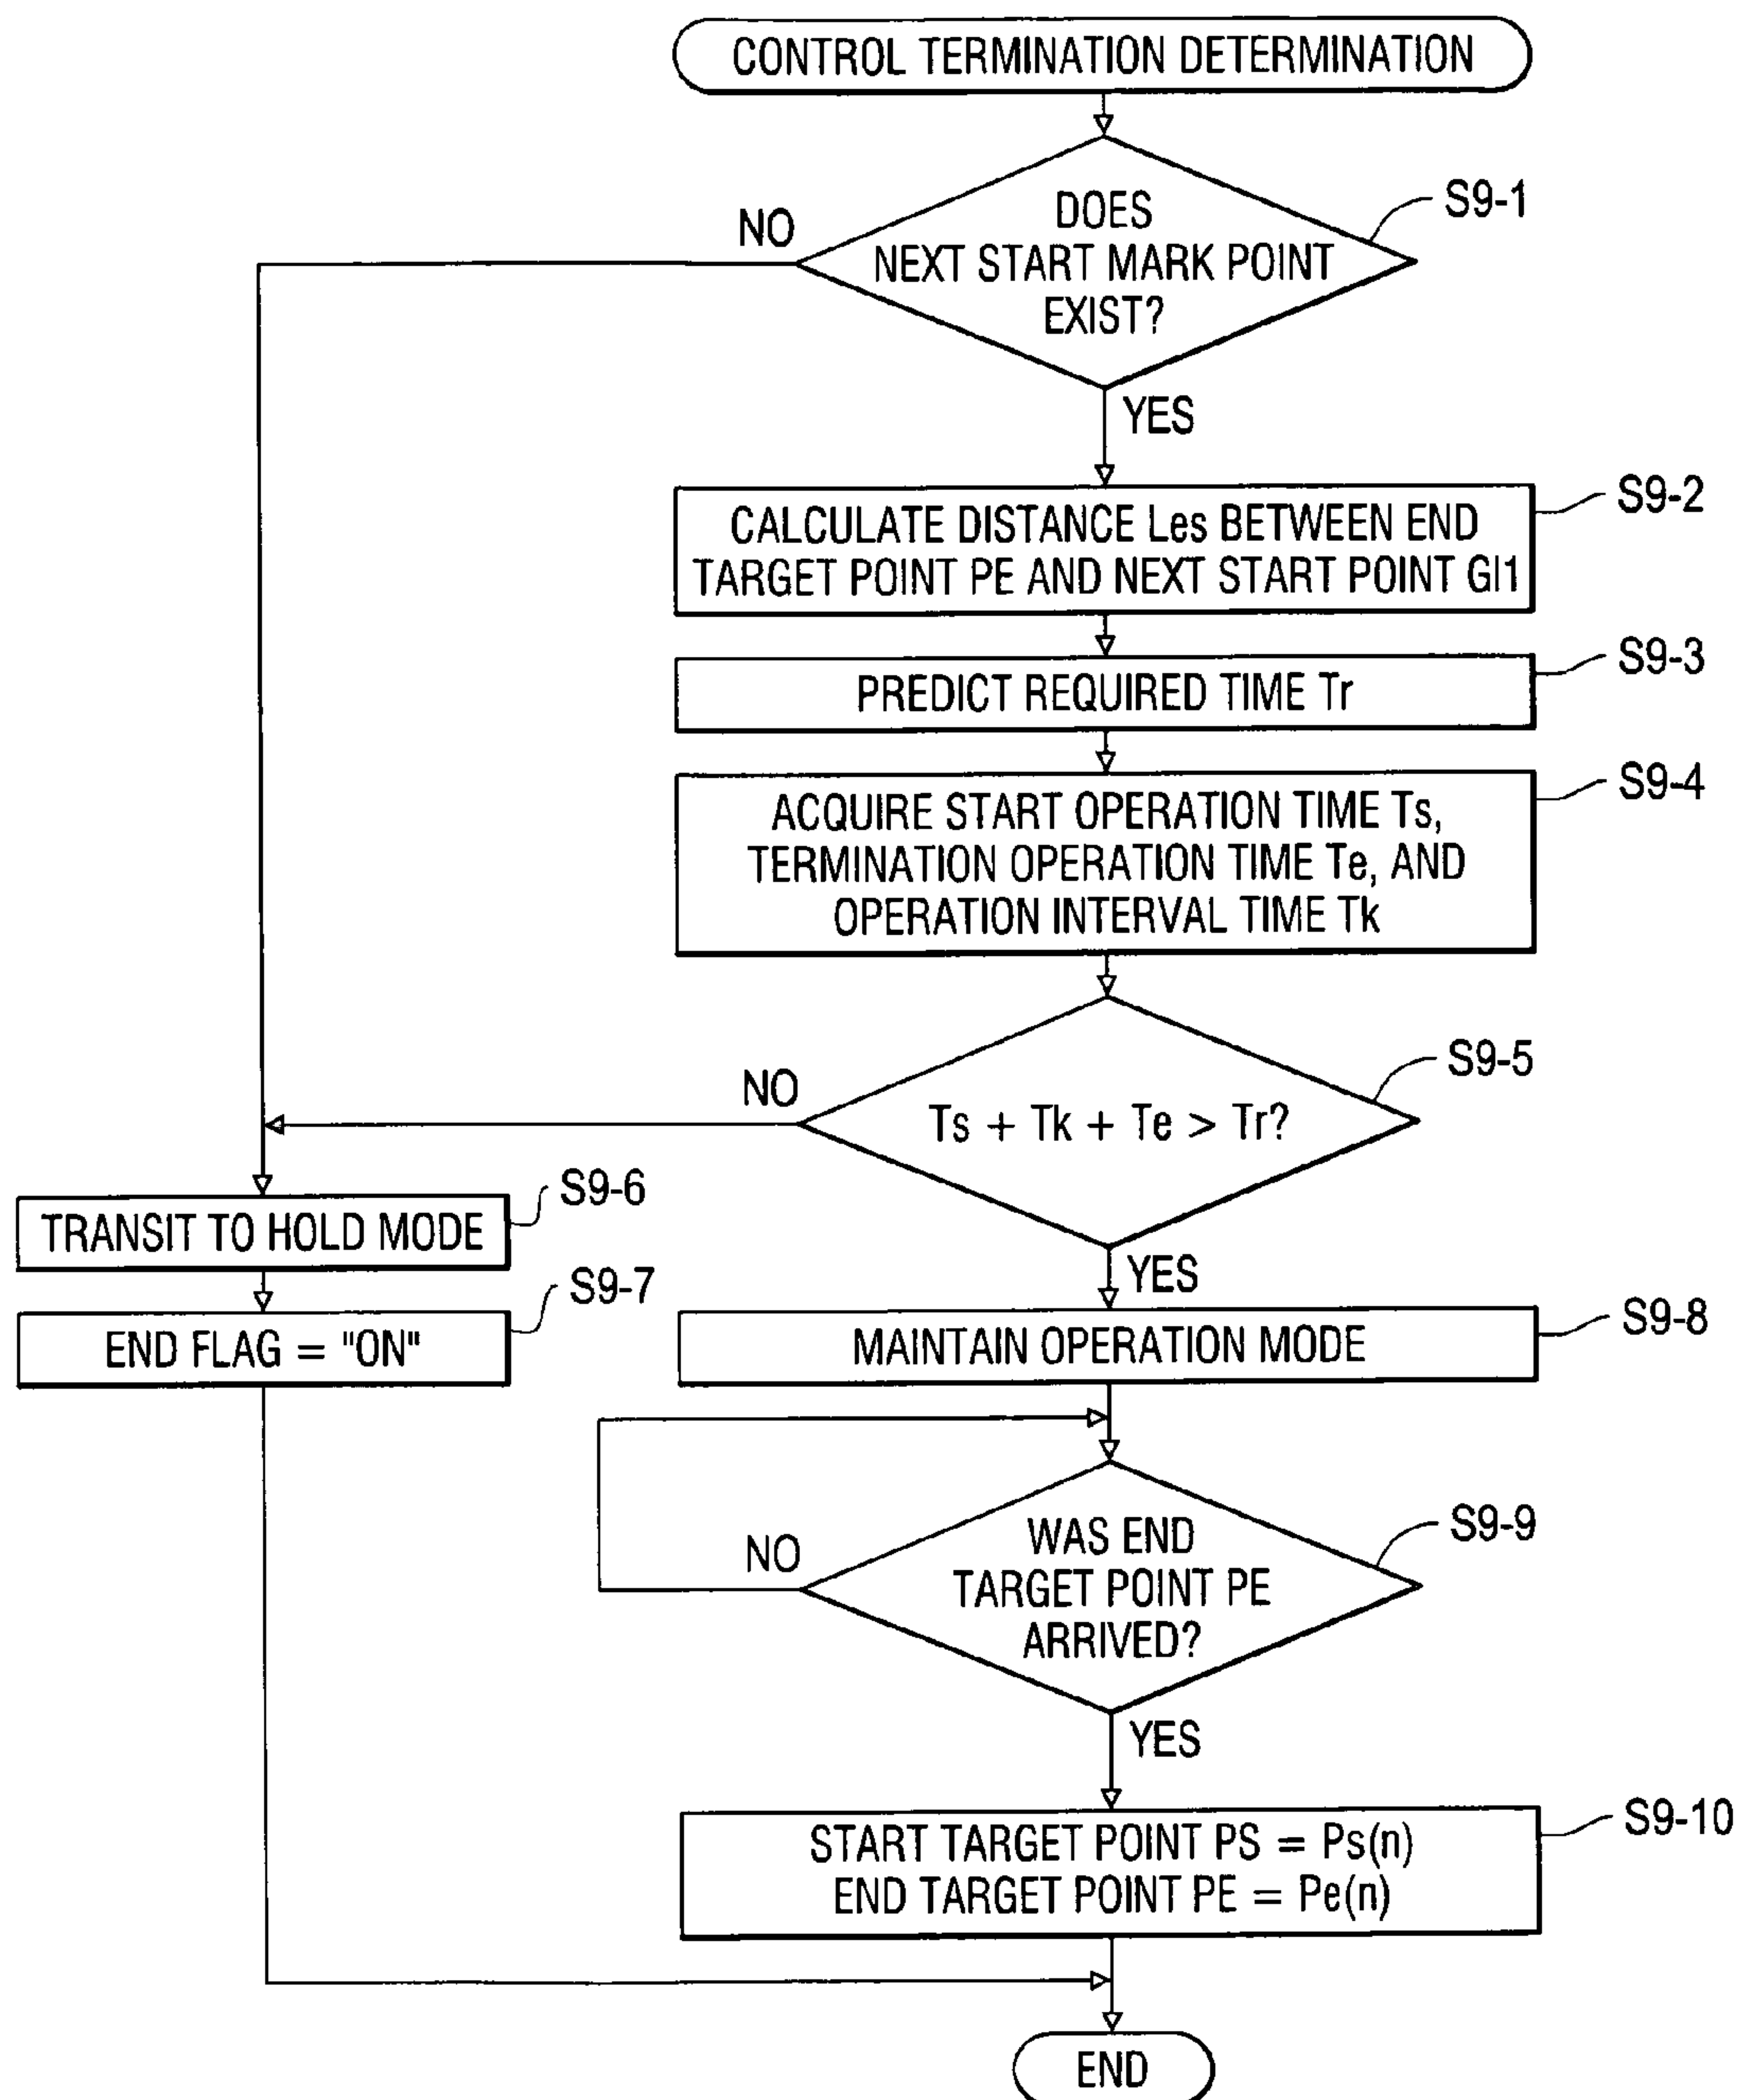 CONTROL TERMINATION DETERMINATION
S9-1
DOES
NEXT START MARK POINT
EXIST?
NO
YES
S9-2
CALCULATE DISTANCE Les BETWEEN END
TARGET POINT PE AND NEXT START POINT GI1
S9-3
PREDICT REQUIRED TIME Tr
S9-4
ACQUIRE START OPERATION TIME Ts,
TERMINATION OPERATION TIME Te, AND
OPERATION INTERVAL TIME Tk
S9-5
NO
Ts + Tk + Te > Tr?
YES
S9-6
TRANSIT TO HOLD MODE
S9-7
END FLAG = "ON"
S9-8
MAINTAIN OPERATION MODE
S9-9
NO
WAS END
TARGET POINT PE
ARRIVED?
YES
S9-10
START TARGET POINT PS = Ps(n)
END TARGET POINT PE = Pe(n)
END